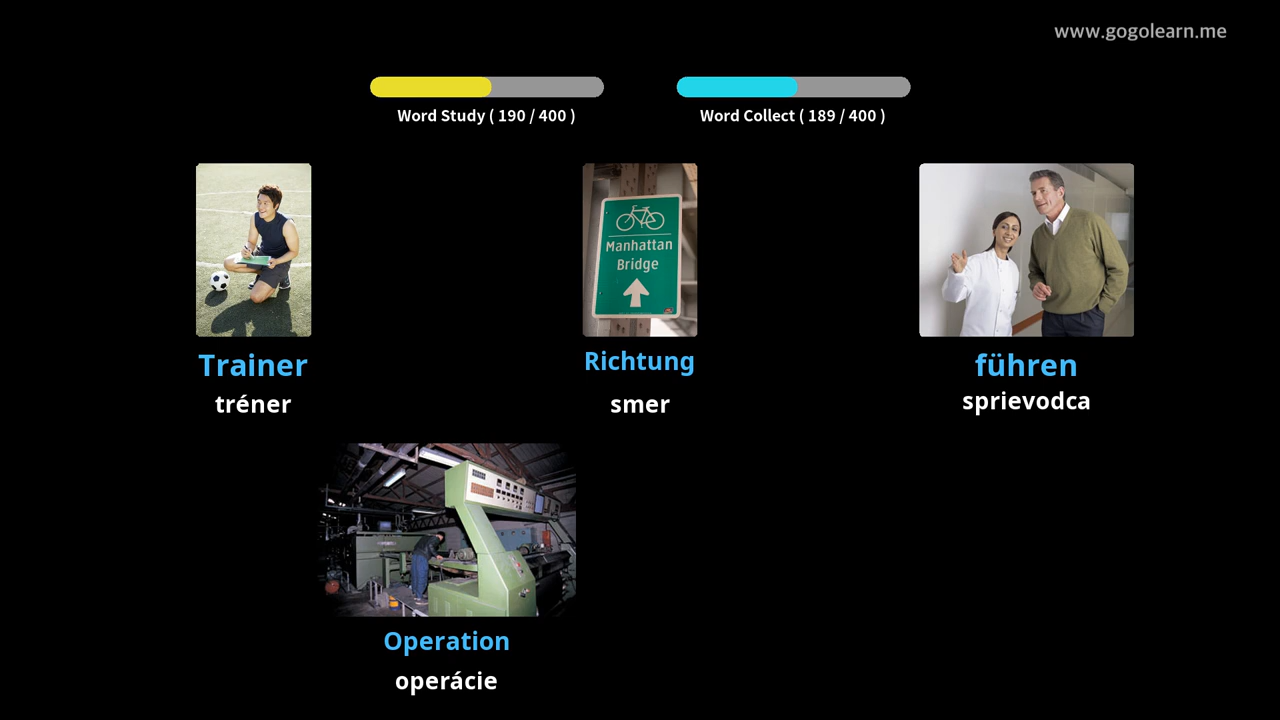 www.gogolearn.me
Word Study ( 190 / 400 )
Word Collect ( 189 / 400 )
Manhattan
Bridge
Trainer
Richtung
führen
tréner
smer
sprievodca
Operation
operácie